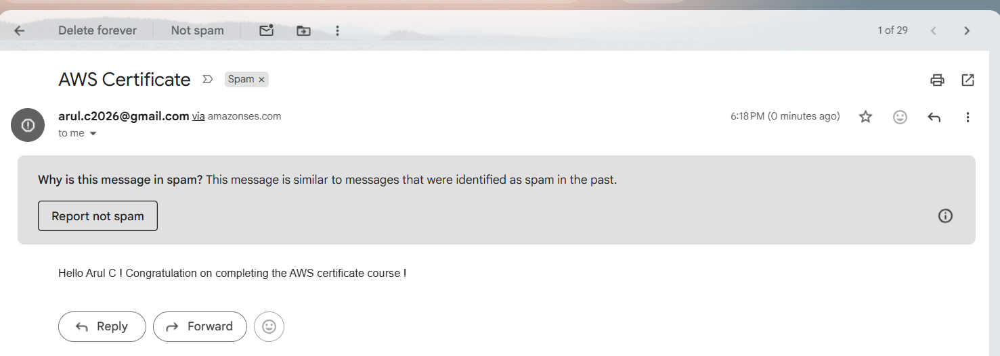 Delete forever Not spam 1 of 29
AWS Certificate Spam ×
arul.c2026@gmail.com via amazonses.com 6:18 PM (0 minutes ago)
to me
Why is this message in spam? This message is similar to messages that were identified as spam in the past.
Report not spam
Hello Arul C ! Congratulation on completing the AWS certificate course !
Reply Forward